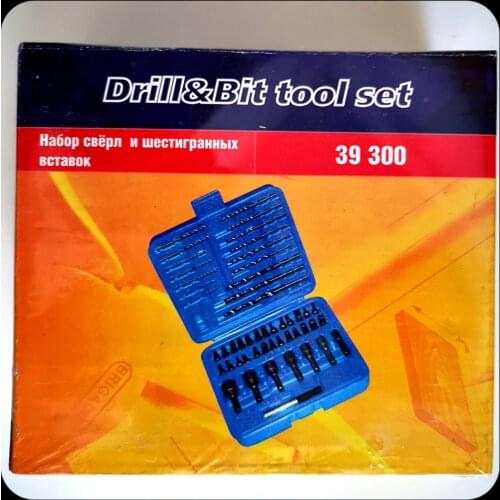 Drill&Bit tool set
Набор свёрл и шестигранных
вставок
39 300